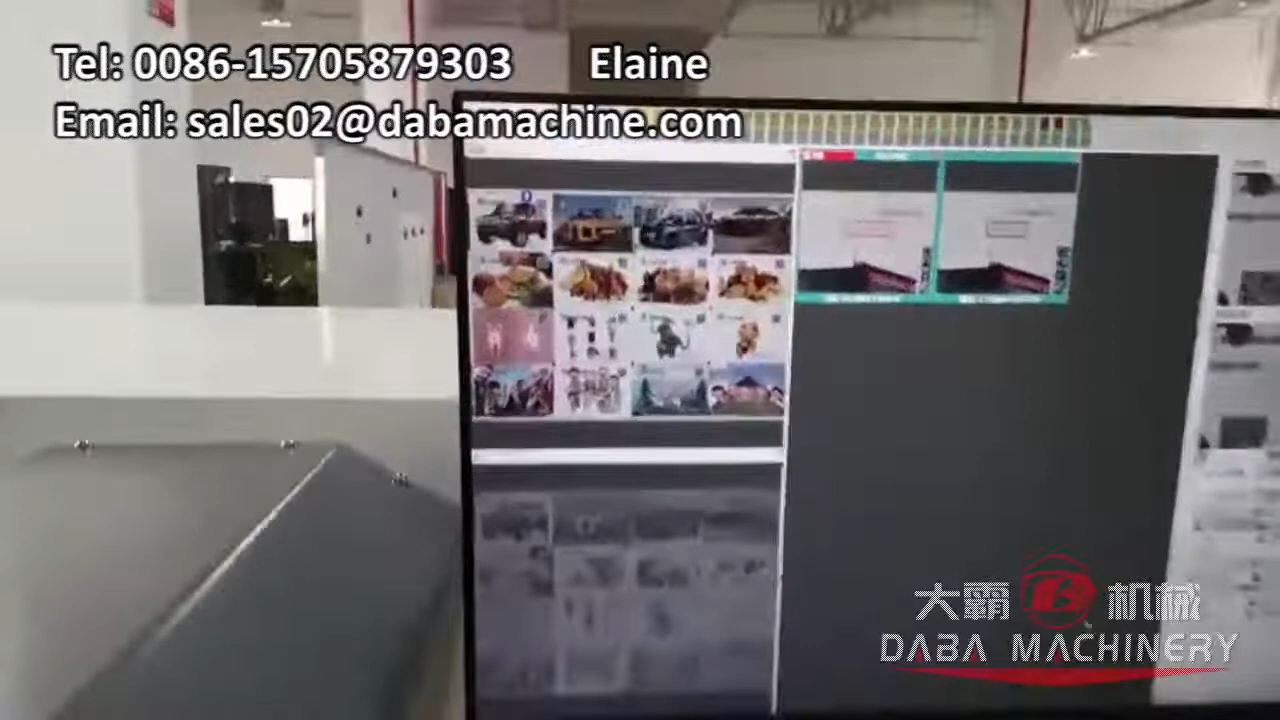 Tel: 0086-15705879303 Elaine
Email: sales02@dabamachine.com
大霸 机械
DABA MACHINERY